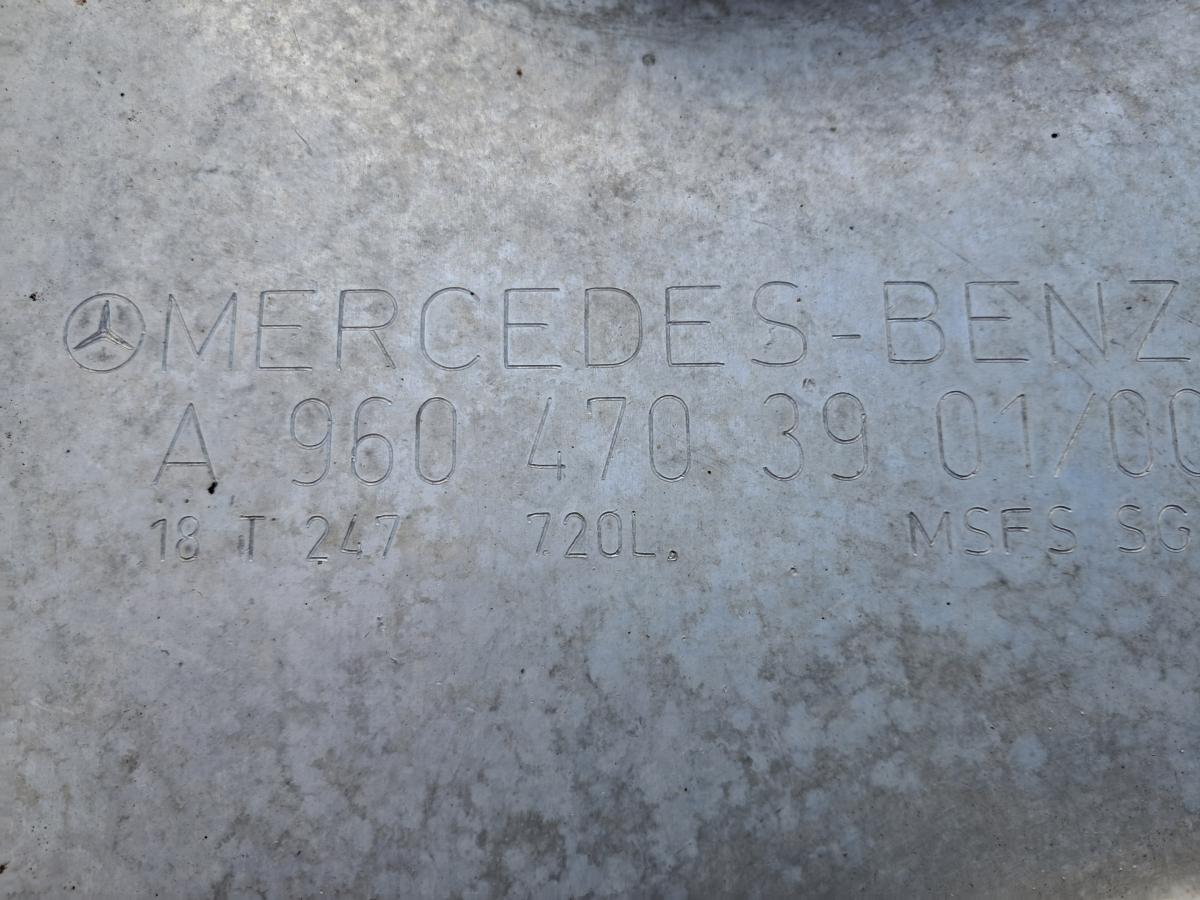 MERCEDES-BENZ
A 960 470 39 01/00
18 T 247 720L. MSFS SG